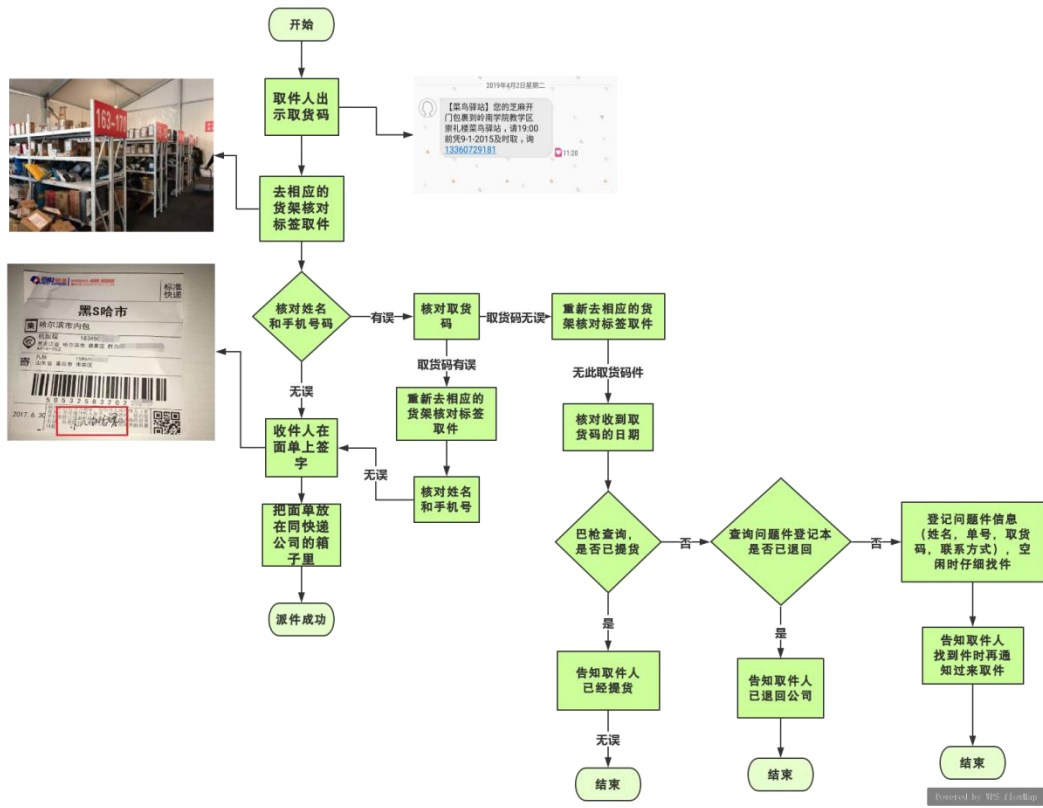 开始
取件人出
示取货码
2019年4月2日星期二
【菜鸟驿站】您的芝麻开
门包裹到岭南学院教学区
崇礼楼菜鸟驿站，请19:00
前凭9-1-2015及时取，询
13360729181
11:20
163-170
去相应的
货架核对
标签取件
标准
快递
黑S哈市
集
哈尔滨市内包
寄
50532583202
2017.6.30
核对姓名
和手机号码
有误
核对取货
码
取货码无误
重新去相应的货
架核对标签取件
取货码有误
无此取货码件
无误
重新去相应的
货架核对标签
取件
核对收到取
货码的日期
收件人在
面单上签
字
无误
核对姓名
和手机号
把面单放
在同快递
公司的箱
子里
派件成功
巴枪查询，
是否已提货
否
查询问题件登记本
是否已退回
否
登记问题件信息
（姓名，单号，取货
码，联系方式），空
闲时仔细找件
是
是
告知取件人
已经提货
告知取件人
已退回公司
告知取件人
找到件时再通
知过来取件
无误
结束
结束
结束
Powered by WPS flowMap